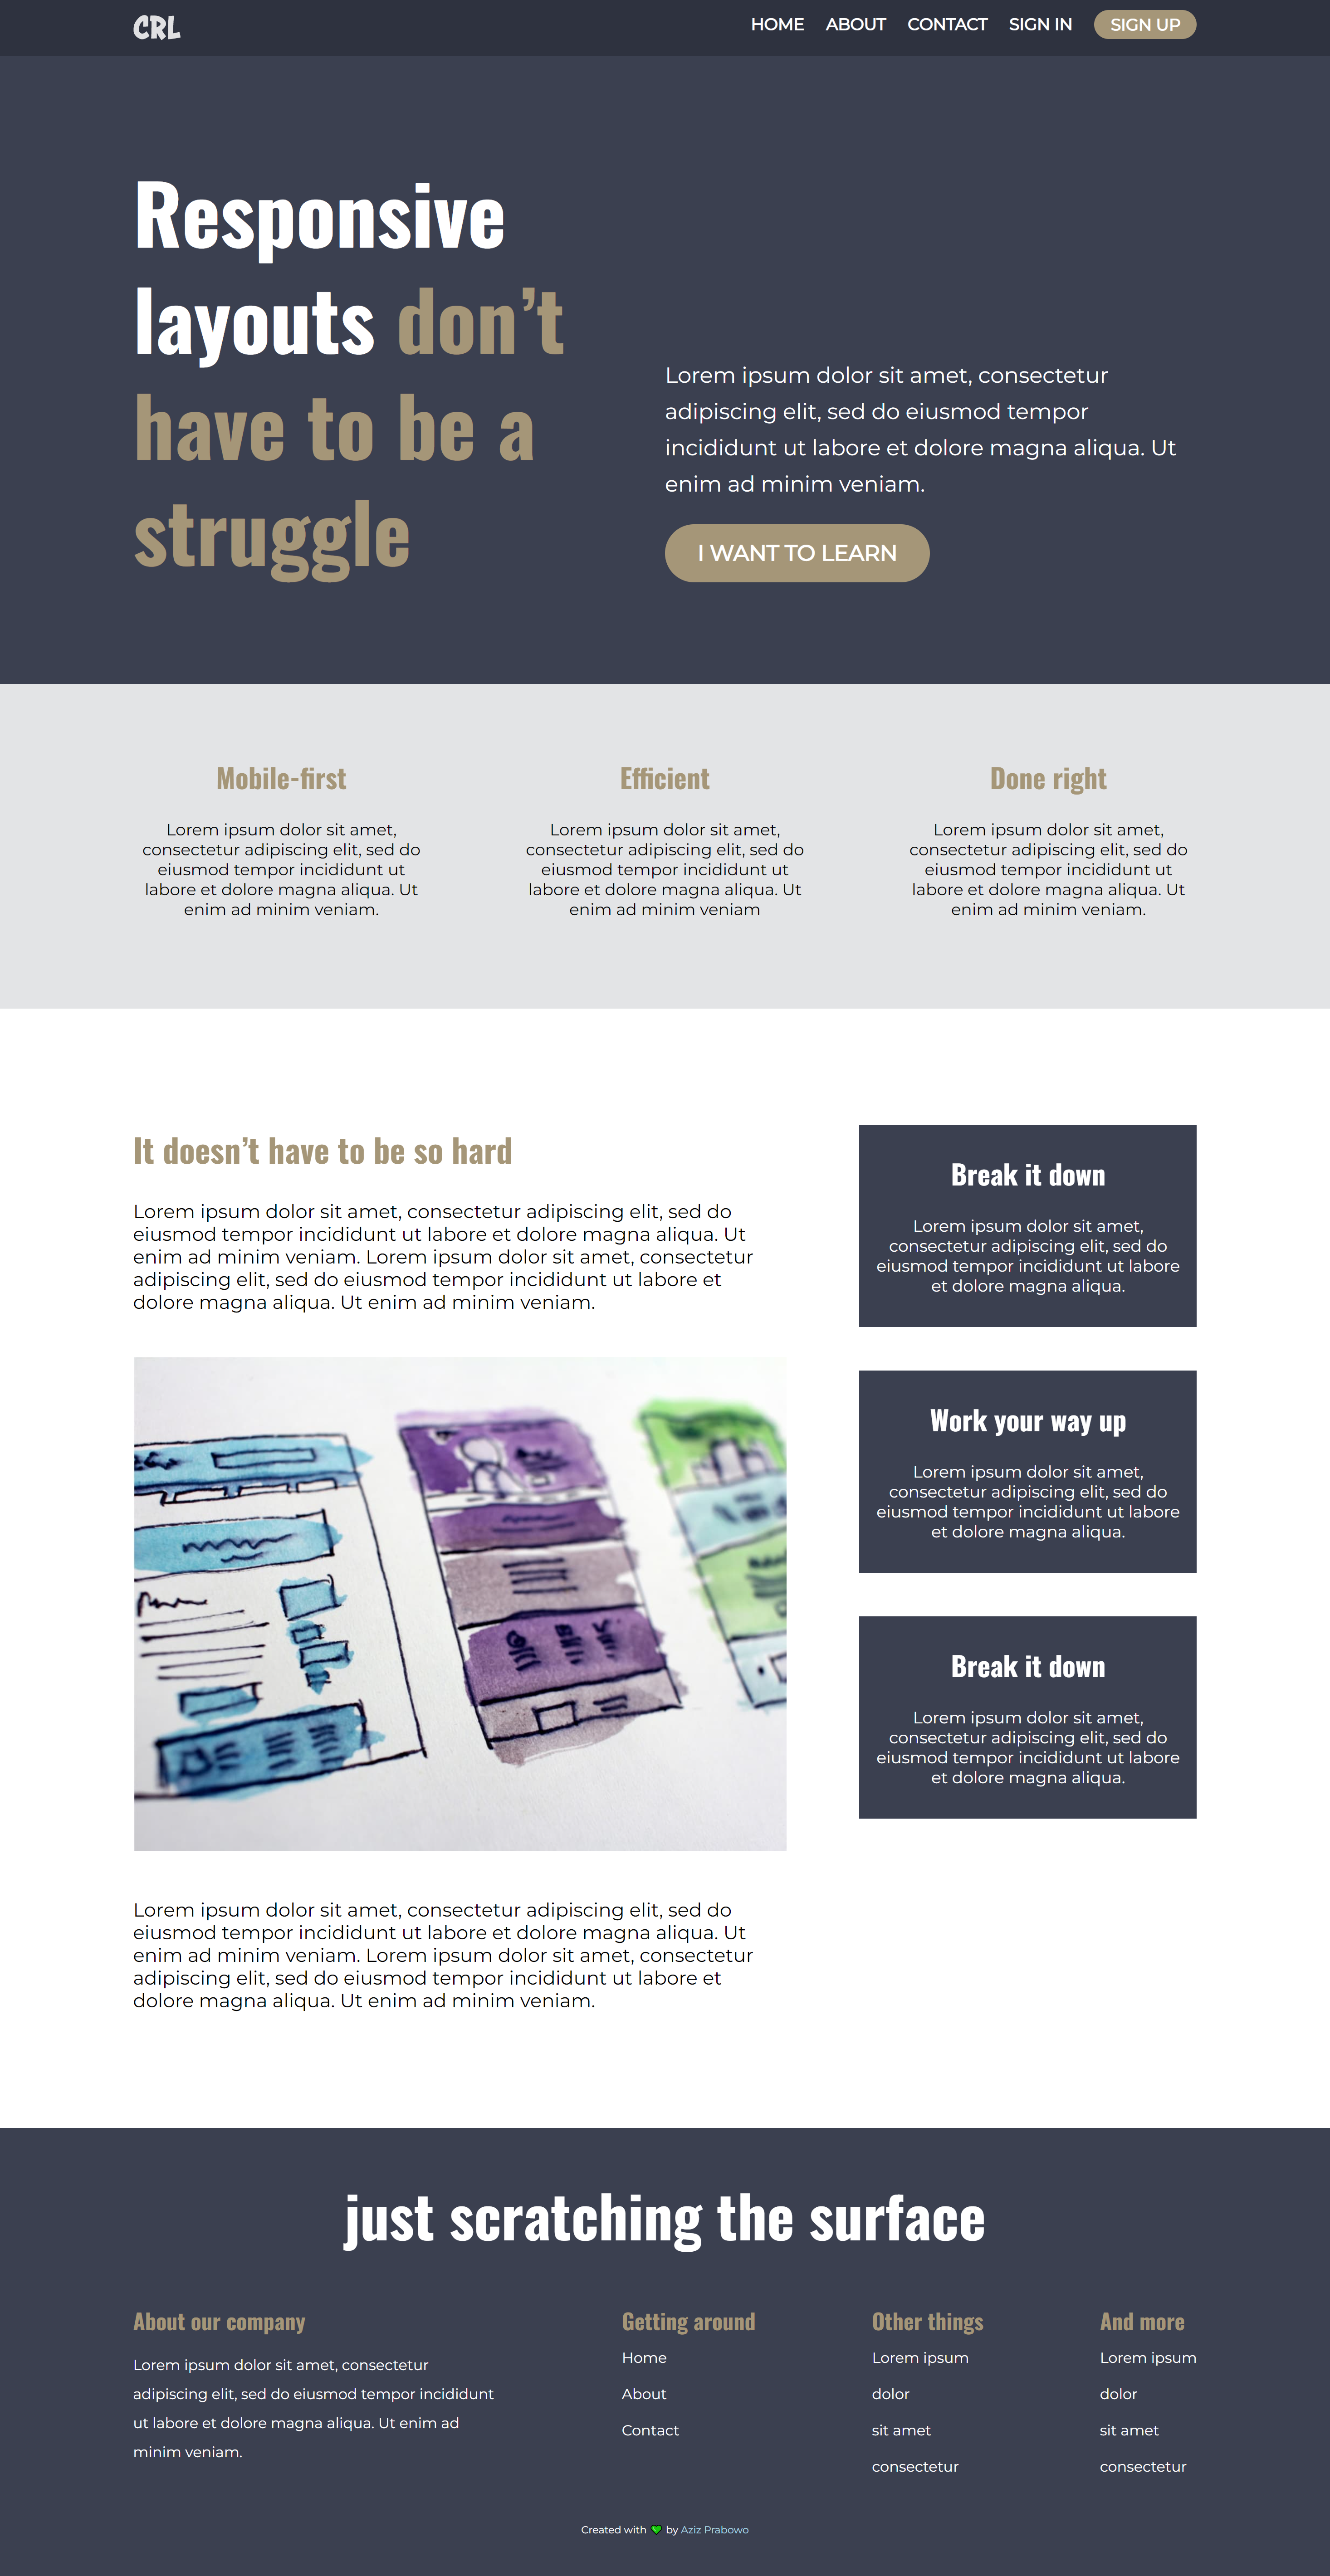 CRL
HOME ABOUT CONTACT SIGN IN SIGN UP
Responsive
layouts don’t
have to be a
struggle
Lorem ipsum dolor sit amet, consectetur
adipiscing elit, sed do eiusmod tempor
incididunt ut labore et dolore magna aliqua. Ut
enim ad minim veniam.
I WANT TO LEARN
Mobile-first
Lorem ipsum dolor sit amet,
consectetur adipiscing elit, sed do
eiusmod tempor incididunt ut
labore et dolore magna aliqua. Ut
enim ad minim veniam.
Efficient
Lorem ipsum dolor sit amet,
consectetur adipiscing elit, sed do
eiusmod tempor incididunt ut
labore et dolore magna aliqua. Ut
enim ad minim veniam
Done right
Lorem ipsum dolor sit amet,
consectetur adipiscing elit, sed do
eiusmod tempor incididunt ut
labore et dolore magna aliqua. Ut
enim ad minim veniam.
It doesn’t have to be so hard
Lorem ipsum dolor sit amet, consectetur adipiscing elit, sed do
eiusmod tempor incididunt ut labore et dolore magna aliqua. Ut
enim ad minim veniam. Lorem ipsum dolor sit amet, consectetur
adipiscing elit, sed do eiusmod tempor incididunt ut labore et
dolore magna aliqua. Ut enim ad minim veniam.
Lorem ipsum dolor sit amet, consectetur adipiscing elit, sed do
eiusmod tempor incididunt ut labore et dolore magna aliqua. Ut
enim ad minim veniam. Lorem ipsum dolor sit amet, consectetur
adipiscing elit, sed do eiusmod tempor incididunt ut labore et
dolore magna aliqua. Ut enim ad minim veniam.
Break it down
Lorem ipsum dolor sit amet,
consectetur adipiscing elit, sed do
eiusmod tempor incididunt ut labore
et dolore magna aliqua.
Work your way up
Lorem ipsum dolor sit amet,
consectetur adipiscing elit, sed do
eiusmod tempor incididunt ut labore
et dolore magna aliqua.
Break it down
Lorem ipsum dolor sit amet,
consectetur adipiscing elit, sed do
eiusmod tempor incididunt ut labore
et dolore magna aliqua.
just scratching the surface
About our company
Lorem ipsum dolor sit amet, consectetur
adipiscing elit, sed do eiusmod tempor incididunt
ut labore et dolore magna aliqua. Ut enim ad
minim veniam.
Getting around
Home
About
Contact
Other things
Lorem ipsum
dolor
sit amet
consectetur
And more
Lorem ipsum
dolor
sit amet
consectetur
Created with 💚 by Aziz Prabowo